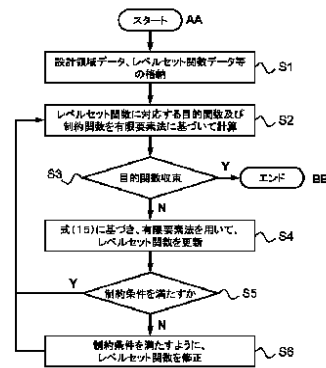 スタート AA
設計領域データ、レベルセット関数データ等
の格納
S1
レベルセット関数に対応する目的関数及び
制約関数を有限要素法に基づいて計算
S2
S3
目的関数収束
Y
エンド
BB
N
式(15)に基づき、有限要素法を用いて、
レベルセット関数を更新
S4
Y
制約条件を満たすか
S5
N
制約条件を満たすように、
レベルセット関数を修正
S6